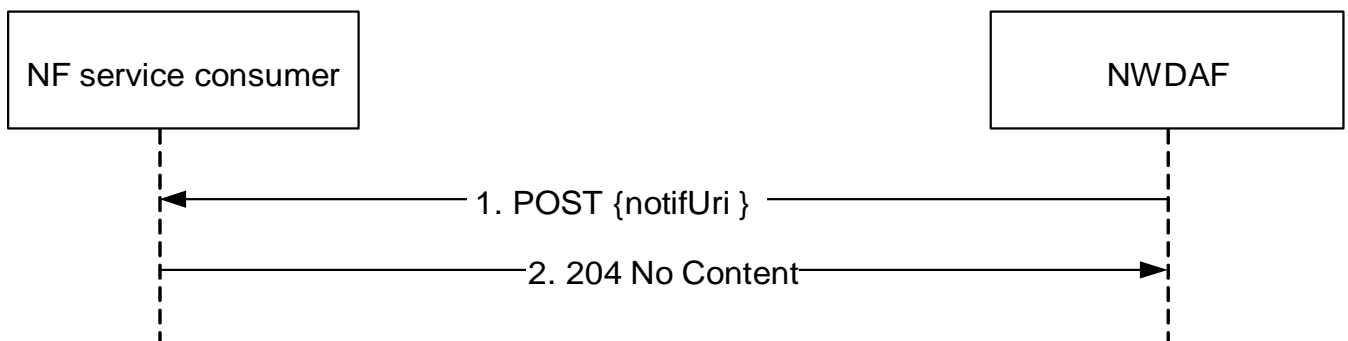 NF service consumer
NWDAF
1. POST {notifUri }
2. 204 No Content